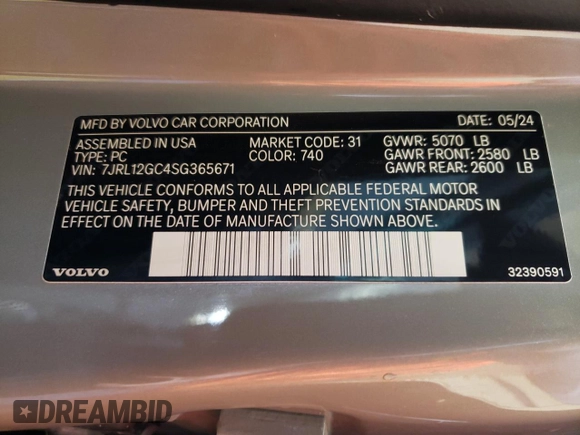 MFD BY VOLVO CAR CORPORATION DATE: 05/24
ASSEMBLED IN USA MARKET CODE: 31 GVWR: 5070 LB
TYPE: PC COLOR: 740 GAWR FRONT: 2580 LB
VIN: 7JRL12GC4SG365671 GAWR REAR: 2600 LB
THIS VEHICLE CONFORMS TO ALL APPLICABLE FEDERAL MOTOR
VEHICLE SAFETY, BUMPER AND THEFT PREVENTION STANDARDS IN
EFFECT ON THE DATE OF MANUFACTURE SHOWN ABOVE.
VOLVO 32390591
DREAMBID